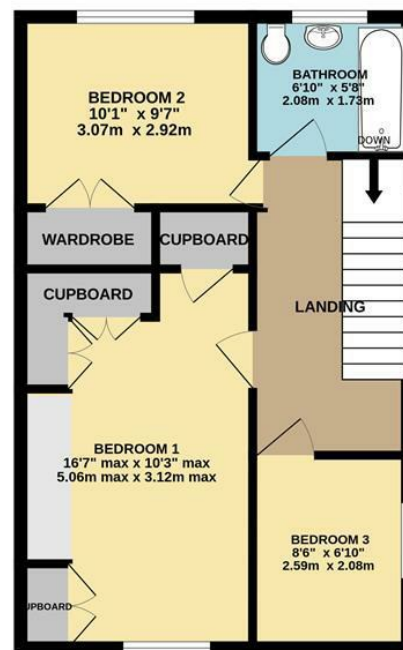 BEDROOM 2
10'1" x 9'7"
3.07m x 2.92m
BATHROOM
6'10" x 5'8"
2.08m x 1.73m
DOWN
WARDROBE
CUPBOARD
CUPBOARD
LANDING
BEDROOM 1
16'7" max x 10'3" max
5.06m max x 3.12m max
BEDROOM 3
8'6" x 6'10"
2.59m x 2.08m
UPBOARD